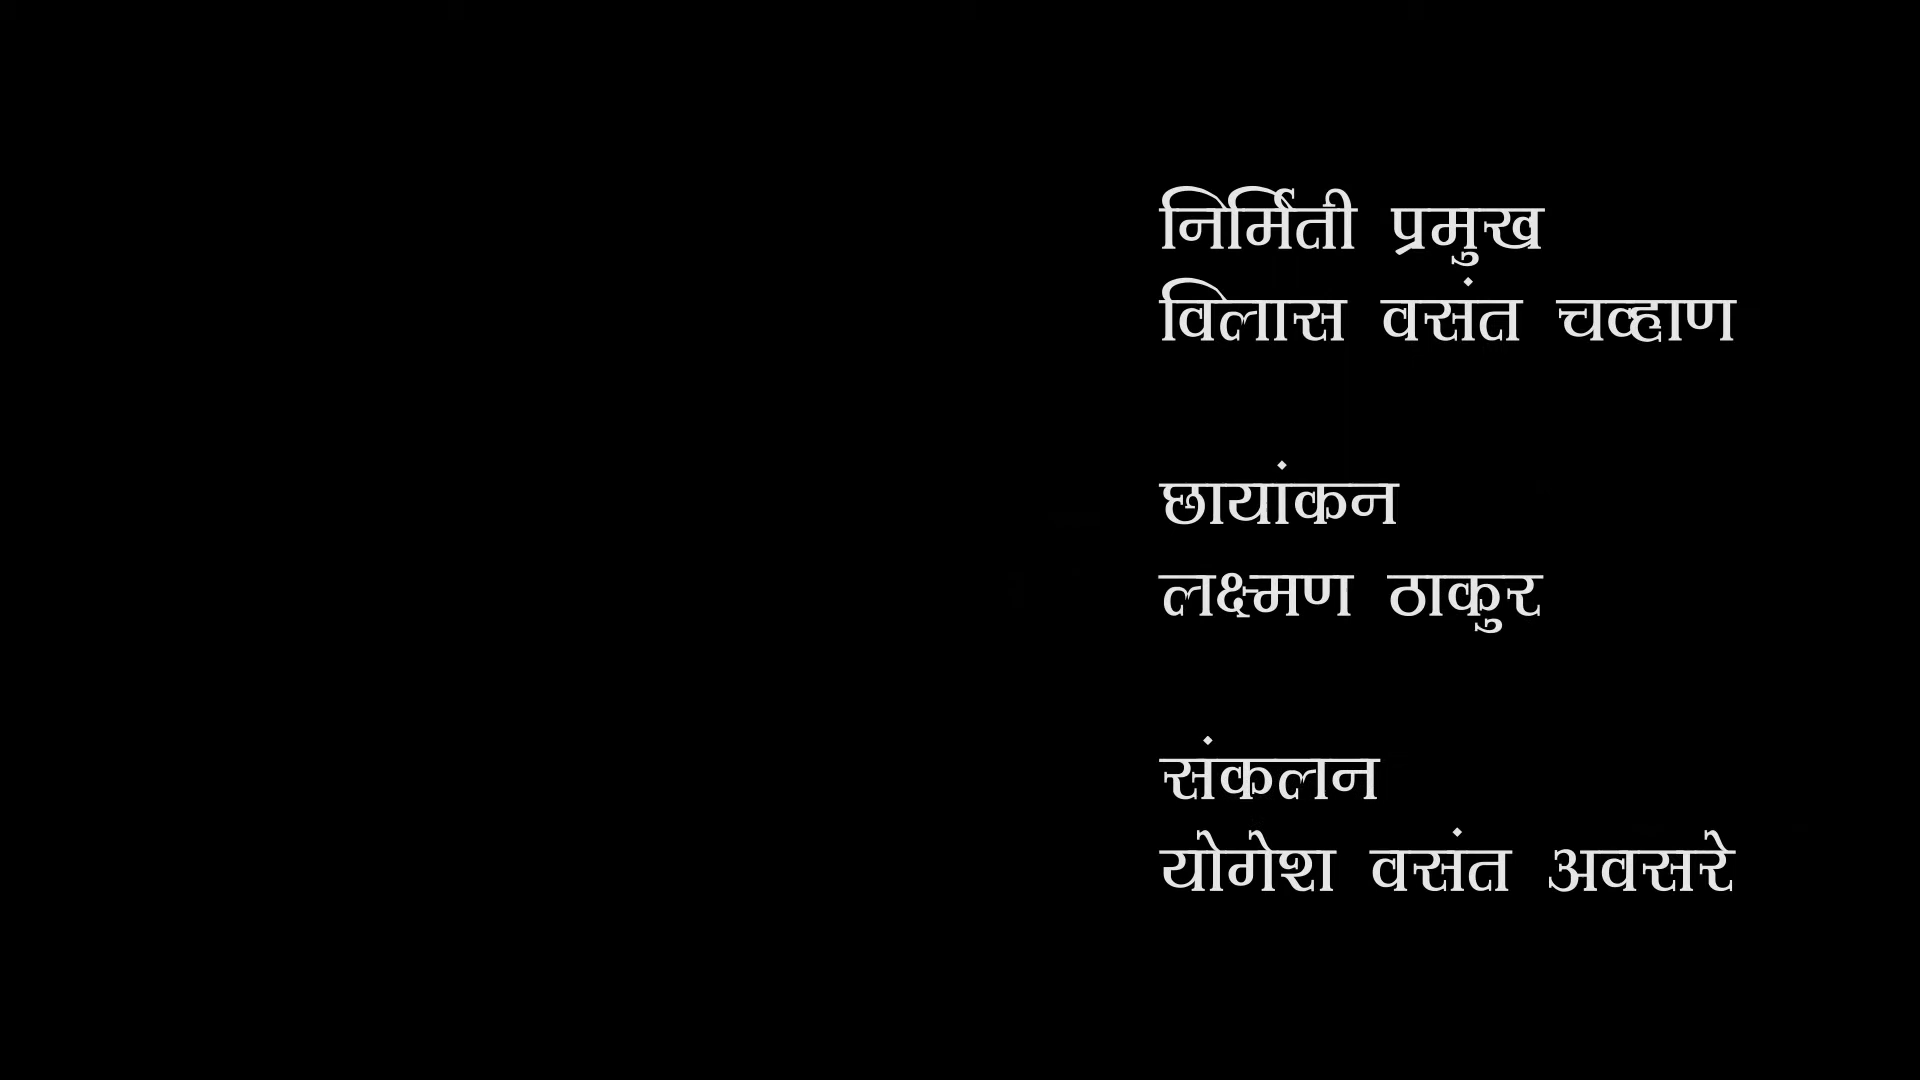 निर्मिती प्रमुख
विलास वसंत चव्हाण
छायांकन
लक्ष्मण ठाकुर
संकलन
योगेश वसंत अवसरे